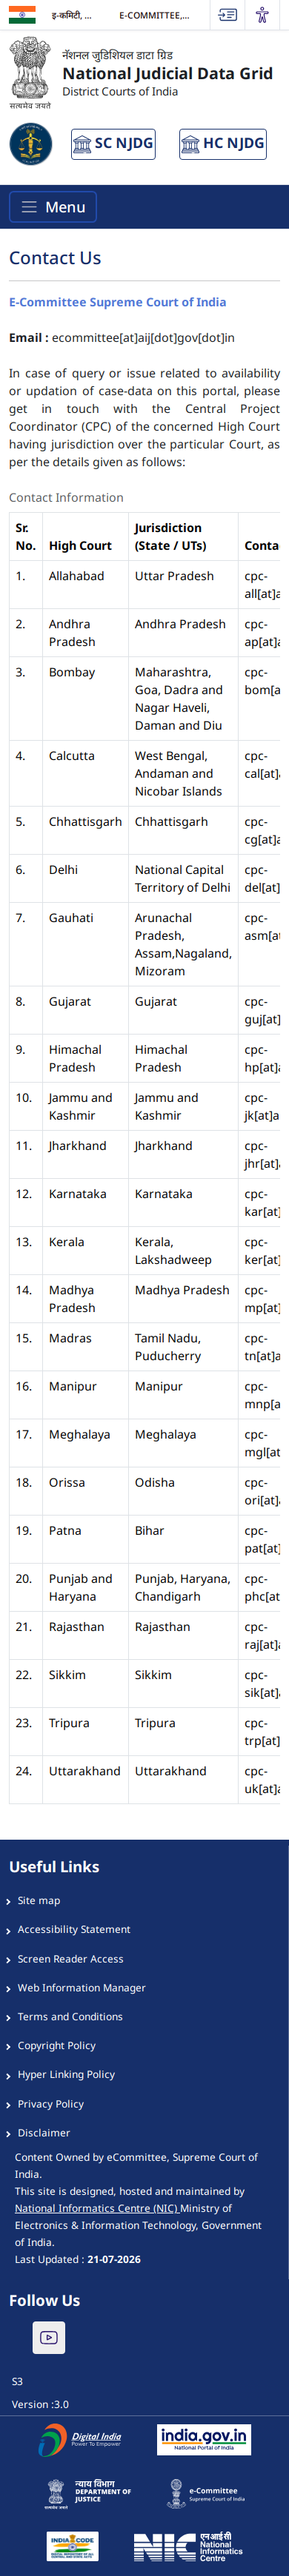 इ-कमिटी, ...
E-COMMITTEE,...
नॅशनल जुडिशियल डाटा ग्रिड
National Judicial Data Grid
District Courts of India
सत्यमेव जयते
SC NJDG
HC NJDG
Menu
Contact Us
E-Committee Supreme Court of India
Email : ecommittee[at]aij[dot]gov[dot]in
In case of query or issue related to availability
or updation of case-data on this portal, please
get in touch with the Central Project
Coordinator (CPC) of the concerned High Court
having jurisdiction over the particular Court, as
per the details given as follows:
Contact Information
Sr. No. High Court Jurisdiction (State / UTs) Conta
1. Allahabad Uttar Pradesh cpc-
all[at]a
2. Andhra Pradesh Andhra Pradesh cpc-
ap[at]a
3. Bombay Maharashtra, cpc-
Goa, Dadra and bom[a
Nagar Haveli,
Daman and Diu
4. Calcutta West Bengal, cpc-
Andaman and cal[at]a
Nicobar Islands
5. Chhattisgarh Chhattisgarh cpc-
cg[at]a
6. Delhi National Capital cpc-
Territory of Delhi del[at]
7. Gauhati Arunachal cpc-
Pradesh, asm[at
Assam,Nagaland,
Mizoram
8. Gujarat Gujarat cpc-
guj[at]
9. Himachal Himachal cpc-
Pradesh Pradesh hp[at]a
10. Jammu and Jammu and cpc-
Kashmir Kashmir jk[at]a
11. Jharkhand Jharkhand cpc-
jhr[at]a
12. Karnataka Karnataka cpc-
kar[at]
13. Kerala Kerala, cpc-
Lakshadweep ker[at]
14. Madhya Madhya Pradesh cpc-
Pradesh mp[at]
15. Madras Tamil Nadu, cpc-
Puducherry tn[at]a
16. Manipur Manipur cpc-
mnp[a
17. Meghalaya Meghalaya cpc-
mgl[at
18. Orissa Odisha cpc-
ori[at]a
19. Patna Bihar cpc-
pat[at]
20. Punjab and Punjab, Haryana, phc-
Haryana Chandigarh phc[at
21. Rajasthan Rajasthan cpc-
raj[at]a
22. Sikkim Sikkim cpc-
sik[at]a
23. Tripura Tripura cpc-
trp[at]
24. Uttarakhand Uttarakhand cpc-
uk[at]a
Useful Links
Site map
Accessibility Statement
Screen Reader Access
Web Information Manager
Terms and Conditions
Copyright Policy
Hyper Linking Policy
Privacy Policy
Disclaimer
Content Owned by eCommittee, Supreme Court of
India.
This site is designed, hosted and maintained by
National Informatics Centre (NIC) Ministry of
Electronics & Information Technology, Government
of India.
Last Updated : 21-07-2026
Follow Us
S3
Version :3.0
Digital India
Power To Empower
india.gov.in
National Portal of India
न्याय विभाग
DEPARTMENT OF
JUSTICE
सत्यमेव जयते
e-Committee
Supreme Court of India
INDIA CODE
NIC एनआईसी
National
Informatics
Centre